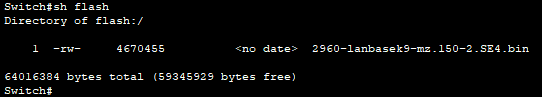 Switch#sh flash
Directory of flash:/
1 -rw- 4670455 <no date> 2960-lanbasek9-mz.150-2.SE4.bin
64016384 bytes total (59345929 bytes free)
Switch#